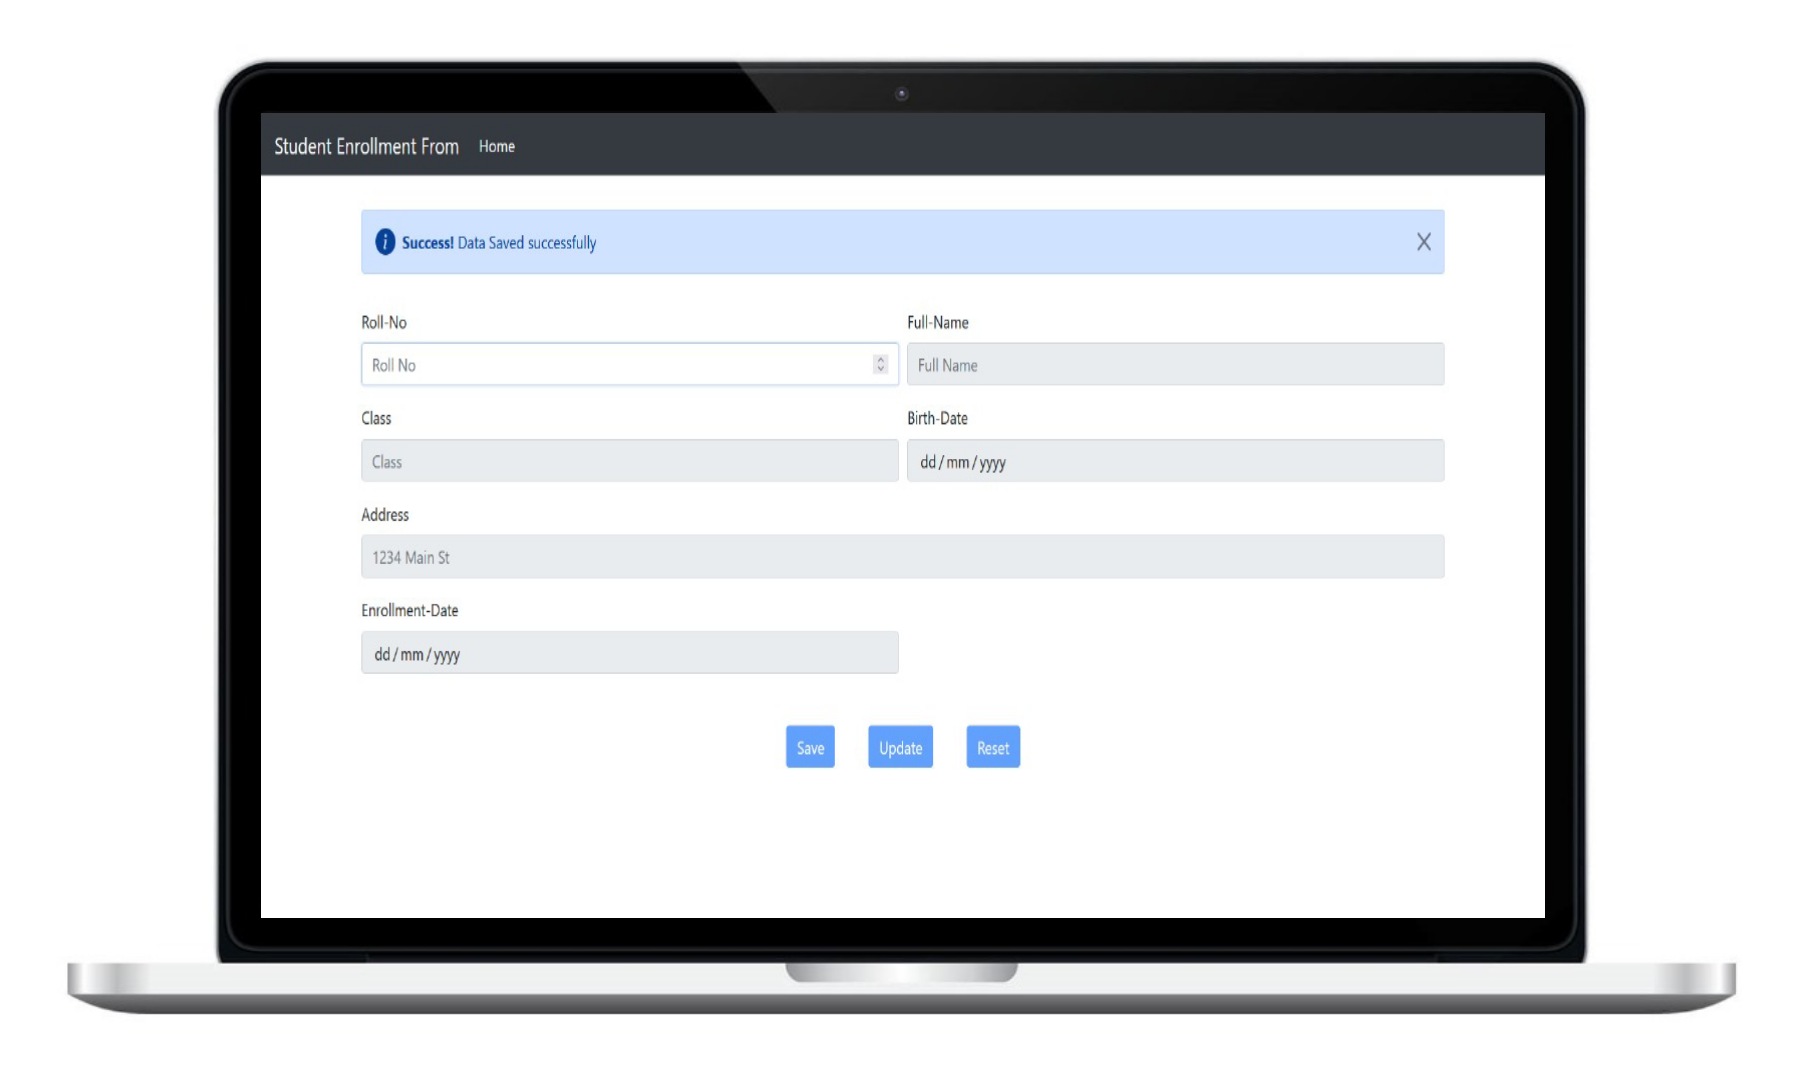 Student Enrollment From Home
Success! Data Saved successfully
Roll-No Full-Name
Roll No Full Name
Class Birth-Date
Class dd/mm/yyyy
Address
1234 Main St
Enrollment-Date
dd/mm/yyyy
Save Update Reset